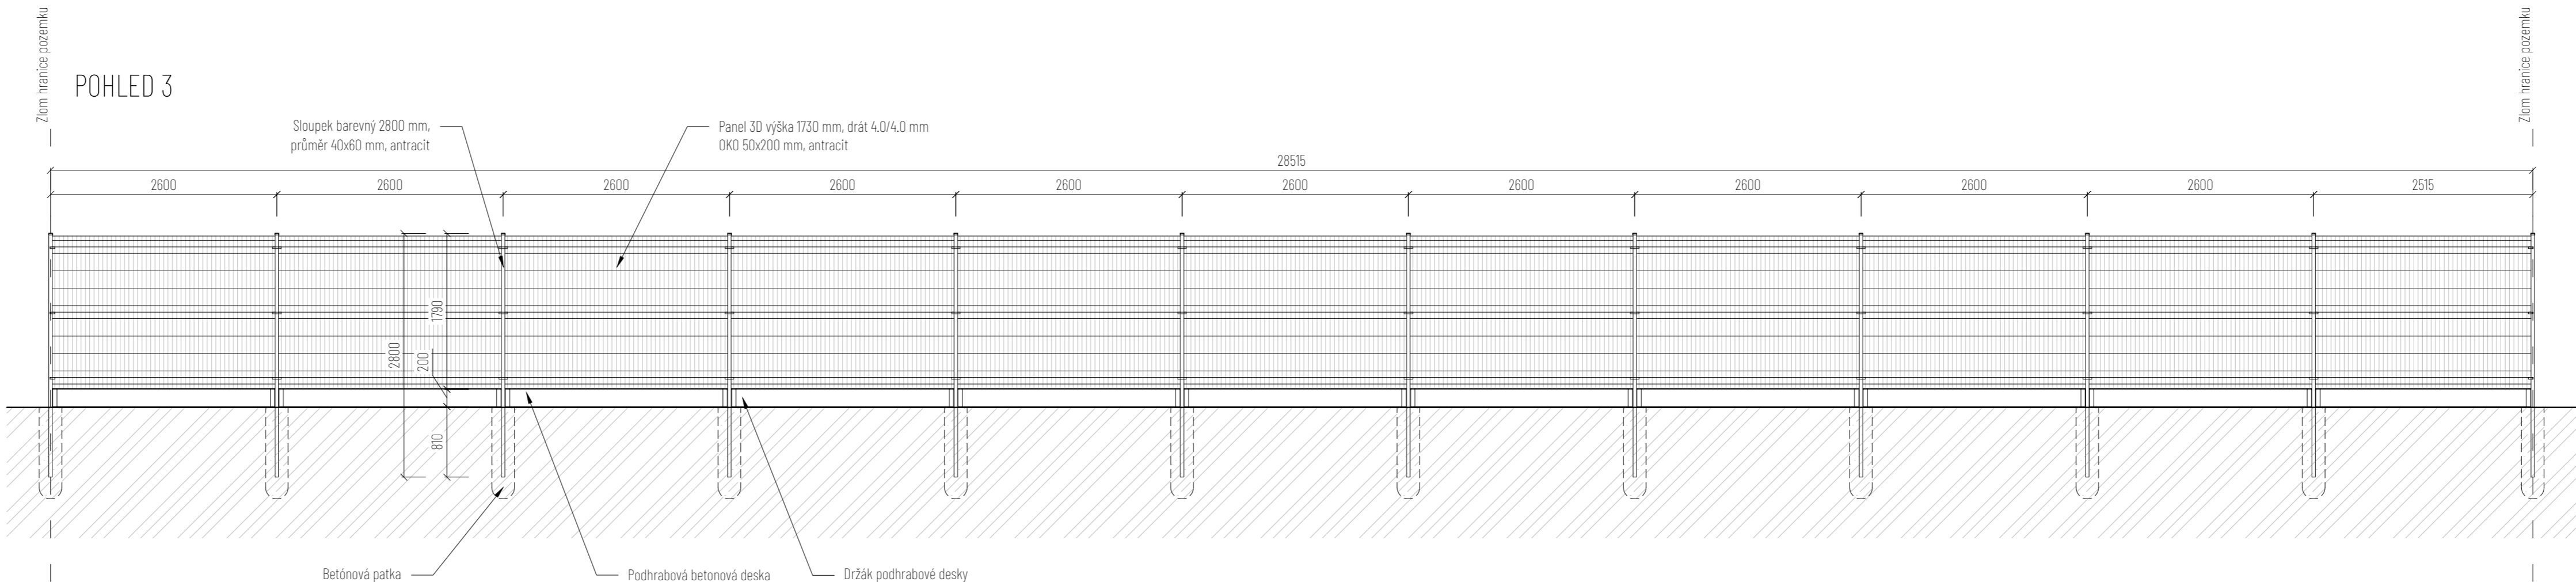 Zlom hranice pozemku
Zlom hranice pozemku
POHLED 3
Sloupek barevný 2800 mm,
průměr 40x60 mm, antracit
Panel 3D výška 1730 mm, drát 4.0/4.0 mm
OKO 50x200 mm, antracit
28515
2600
2600
2600
2600
2600
2600
2600
2600
2600
2600
2515
1790
2800
200
810
Betónová patka
Podhrabová betonová deska
Držák podhrabové desky